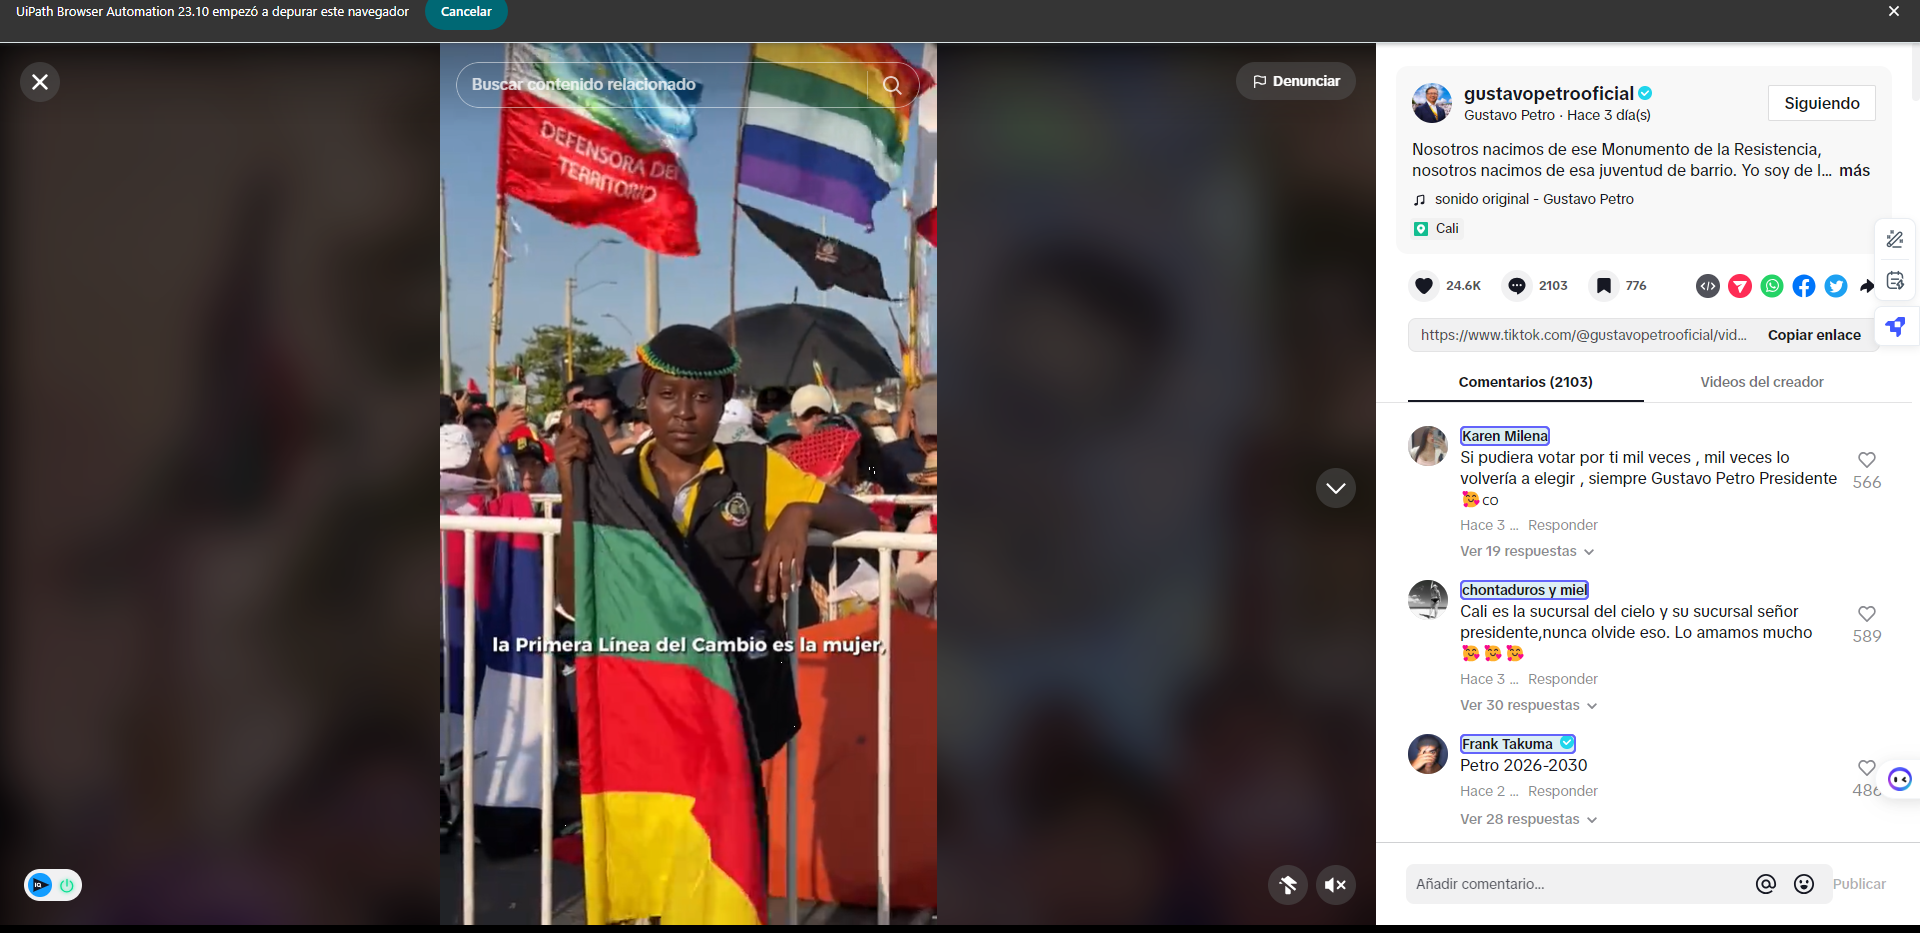 UiPath Browser Automation 23.10 empezó a depurar este navegador
Cancelar
Buscar contenido relacionado
Denunciar
DEFENSORA DEL
TERRITORIO
la Primera Línea del Cambio es la mujer,
gustavopetrooficial
Gustavo Petro · Hace 3 día(s)
Siguiendo
Nosotros nacimos de ese Monumento de la Resistencia,
nosotros nacimos de esa juventud de barrio. Yo soy de l... más
sonido original - Gustavo Petro
Cali
24.6K
2103
776
https://www.tiktok.com/@gustavopetrooficial/vid...
Copiar enlace
Comentarios (2103)
Videos del creador
Karen Milena
Si pudiera votar por ti mil veces , mil veces lo
volvería a elegir , siempre Gustavo Petro Presidente
🥰 CO
566
Hace 3 ... Responder
Ver 19 respuestas
chontaduros y miel
Cali es la sucursal del cielo y su sucursal señor
presidente,nunca olvide eso. Lo amamos mucho
🥰🥰🥰
589
Hace 3 ... Responder
Ver 30 respuestas
Frank Takuma
Petro 2026-2030
486
Hace 2 ... Responder
Ver 28 respuestas
IQ
Añadir comentario...
Publicar